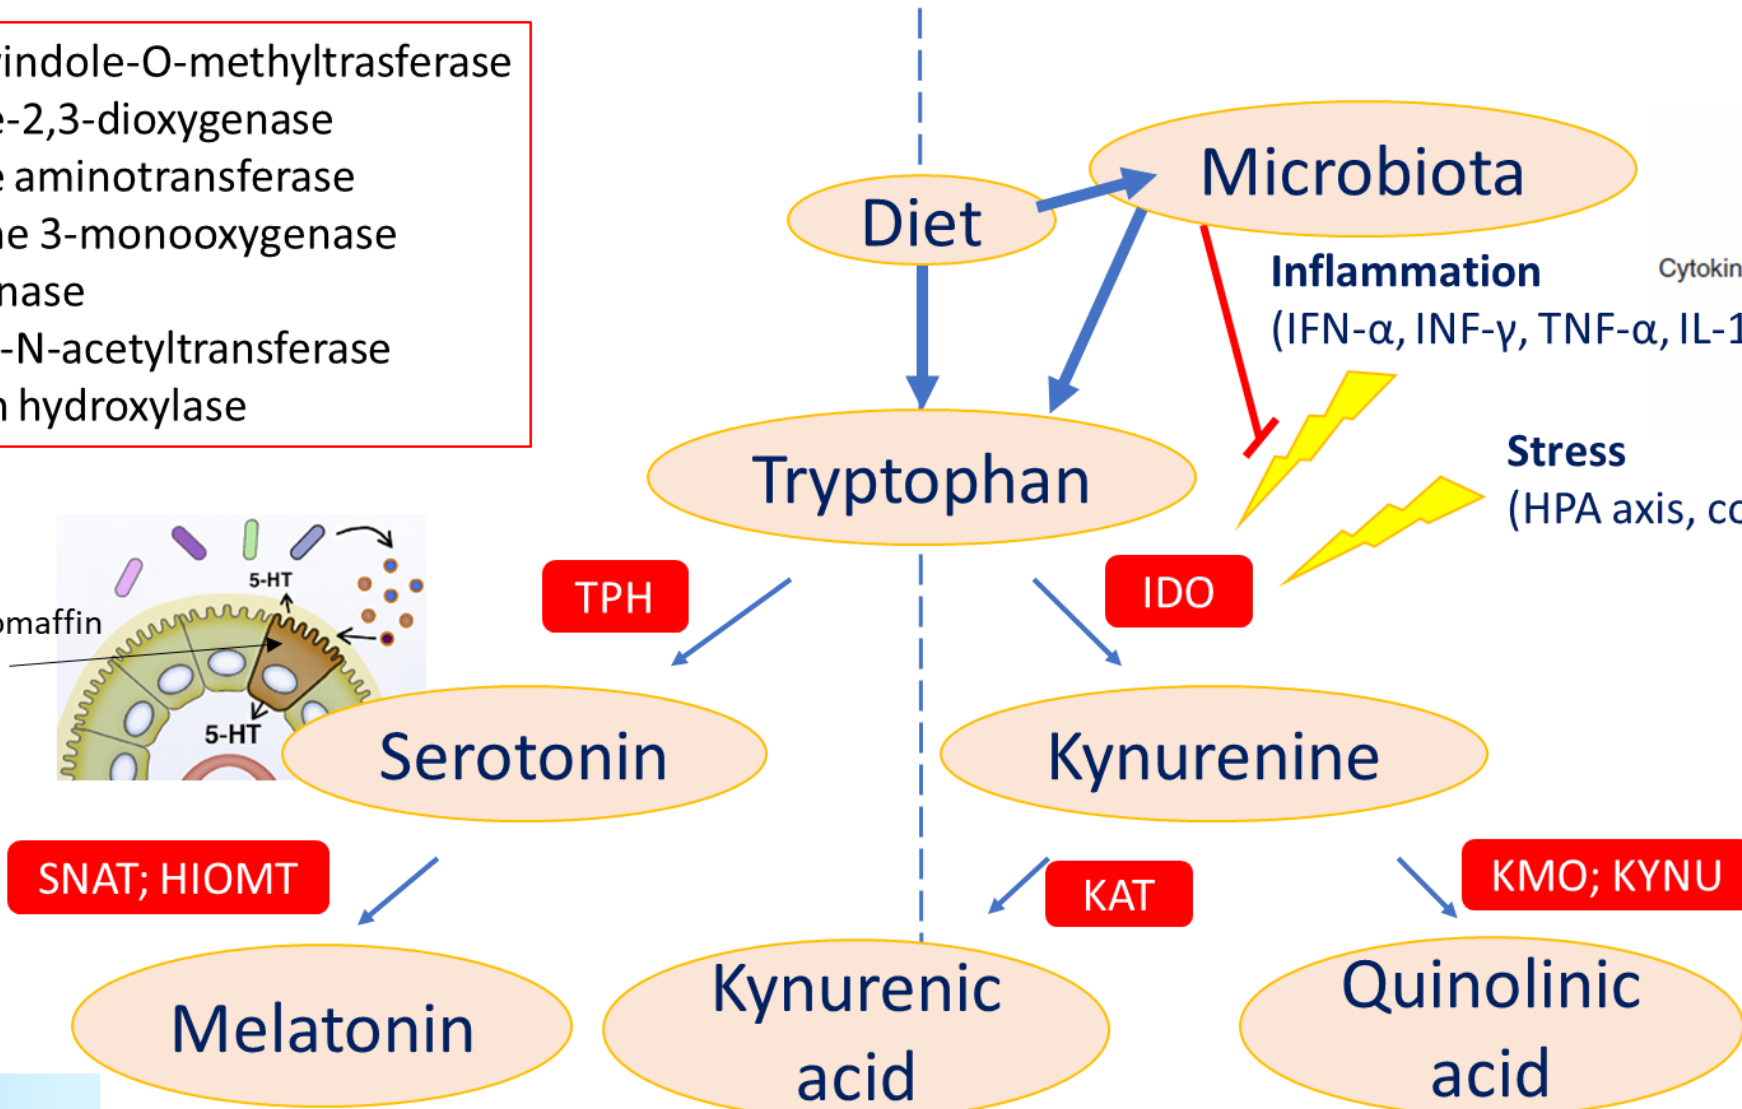 indole-O-methyltrasferase
e-2,3-dioxygenase
e aminotransferase
ne 3-monooxygenase
nase
-N-acetyltransferase
n hydroxylase
Microbiota
Diet
Inflammation
Cytokin
(IFN-α, INF-γ, TNF-α, IL-1
Tryptophan
Stress
(HPA axis, co
5-HT
TPH
IDO
omaffin
5-HT
Serotonin
Kynurenine
SNAT; HIOMT
KAT
KMO; KYNU
Melatonin
Kynurenic
acid
Quinolinic
acid